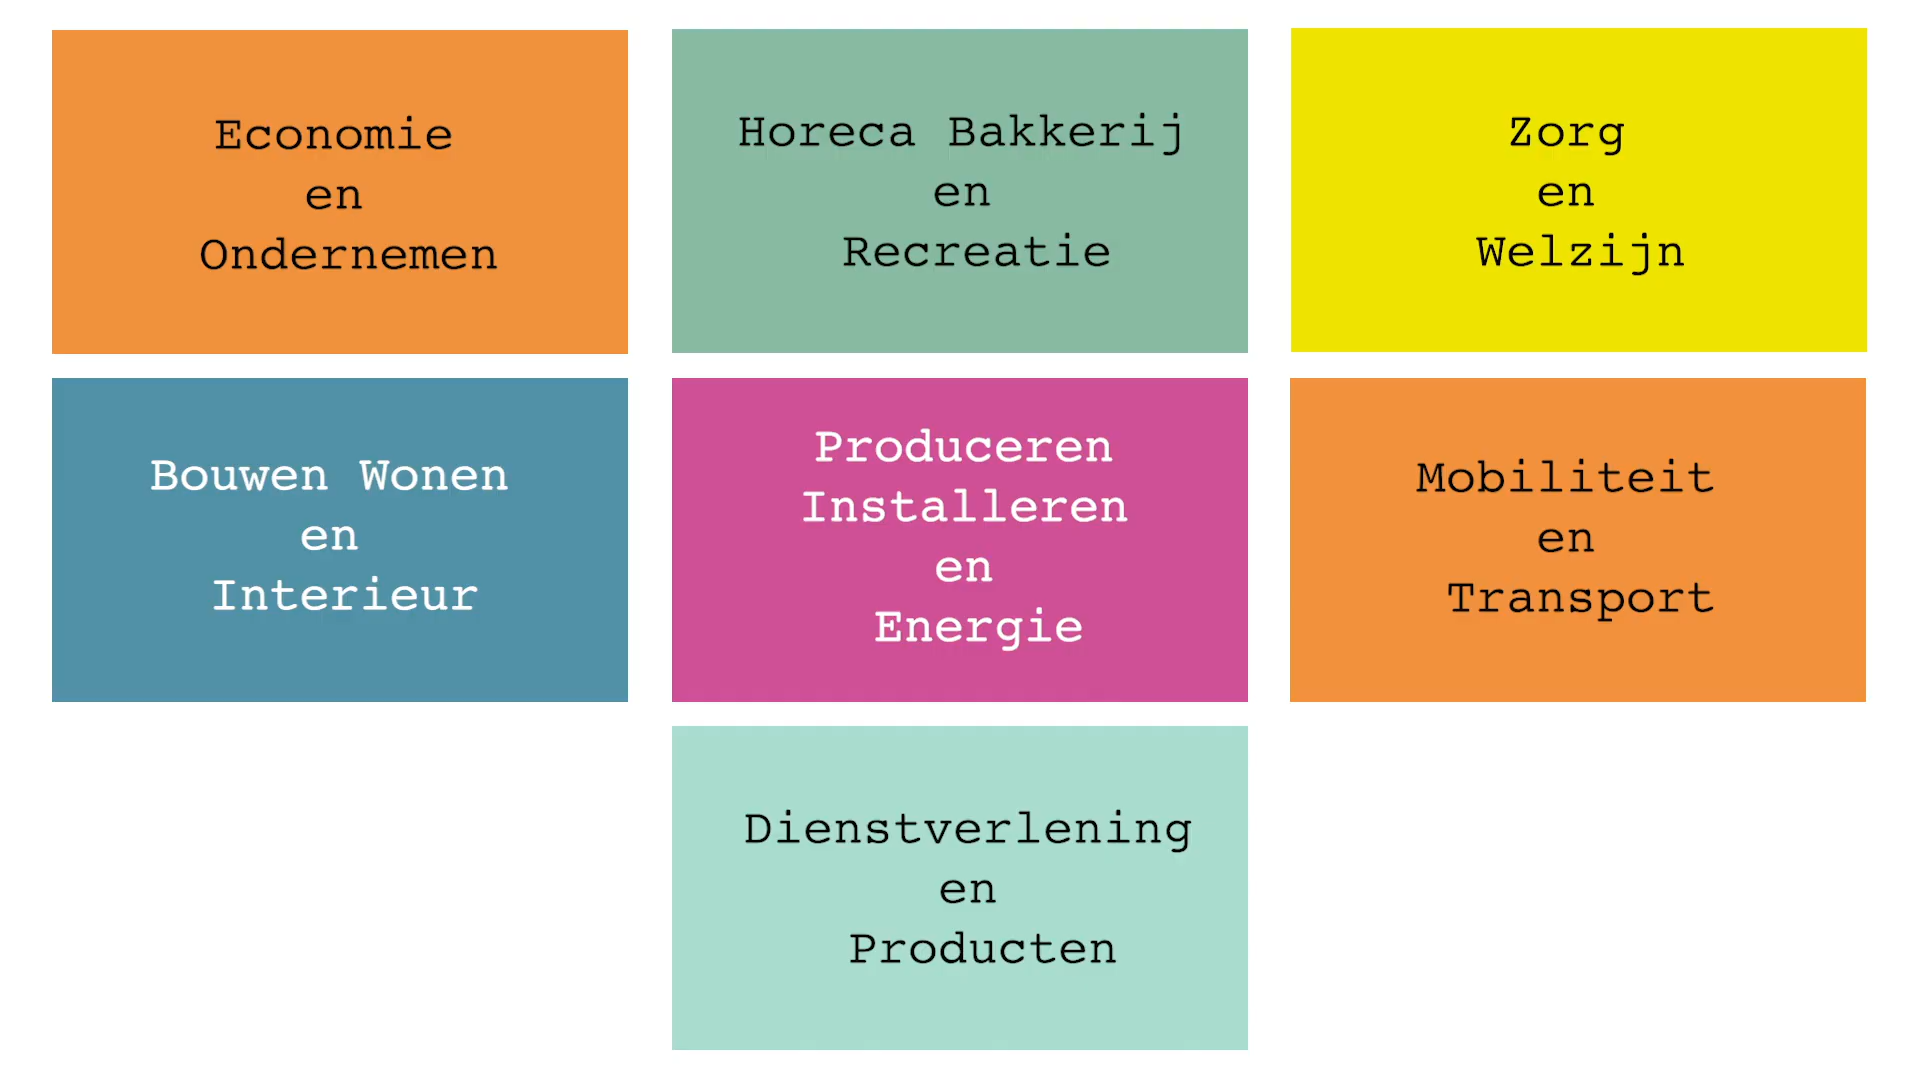 Economie
en
Ondernemen
Horeca Bakkerij
en
Recreatie
Zorg
en
Welzijn
Bouwen Wonen
en
Interieur
Produceren
Installeren
en
Energie
Mobiliteit
en
Transport
Dienstverlening
en
Producten